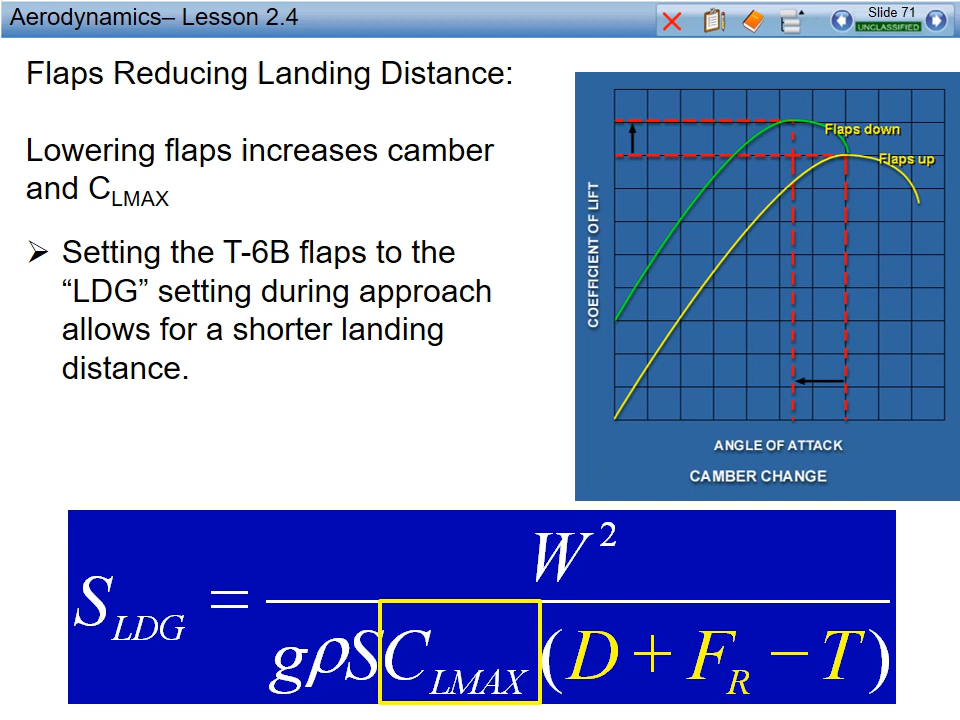 Aerodynamics– Lesson 2.4
Slide 71
UNCLASSIFIED
Flaps Reducing Landing Distance:
Lowering flaps increases camber
and CLMAX
➢ Setting the T-6B flaps to the
“LDG” setting during approach
allows for a shorter landing
distance.
Flaps down
Flaps up
COEFFICIENT OF LIFT
ANGLE OF ATTACK
CAMBER CHANGE
S_LDG = W² / gρSC_LMAX(D + F_R − T)